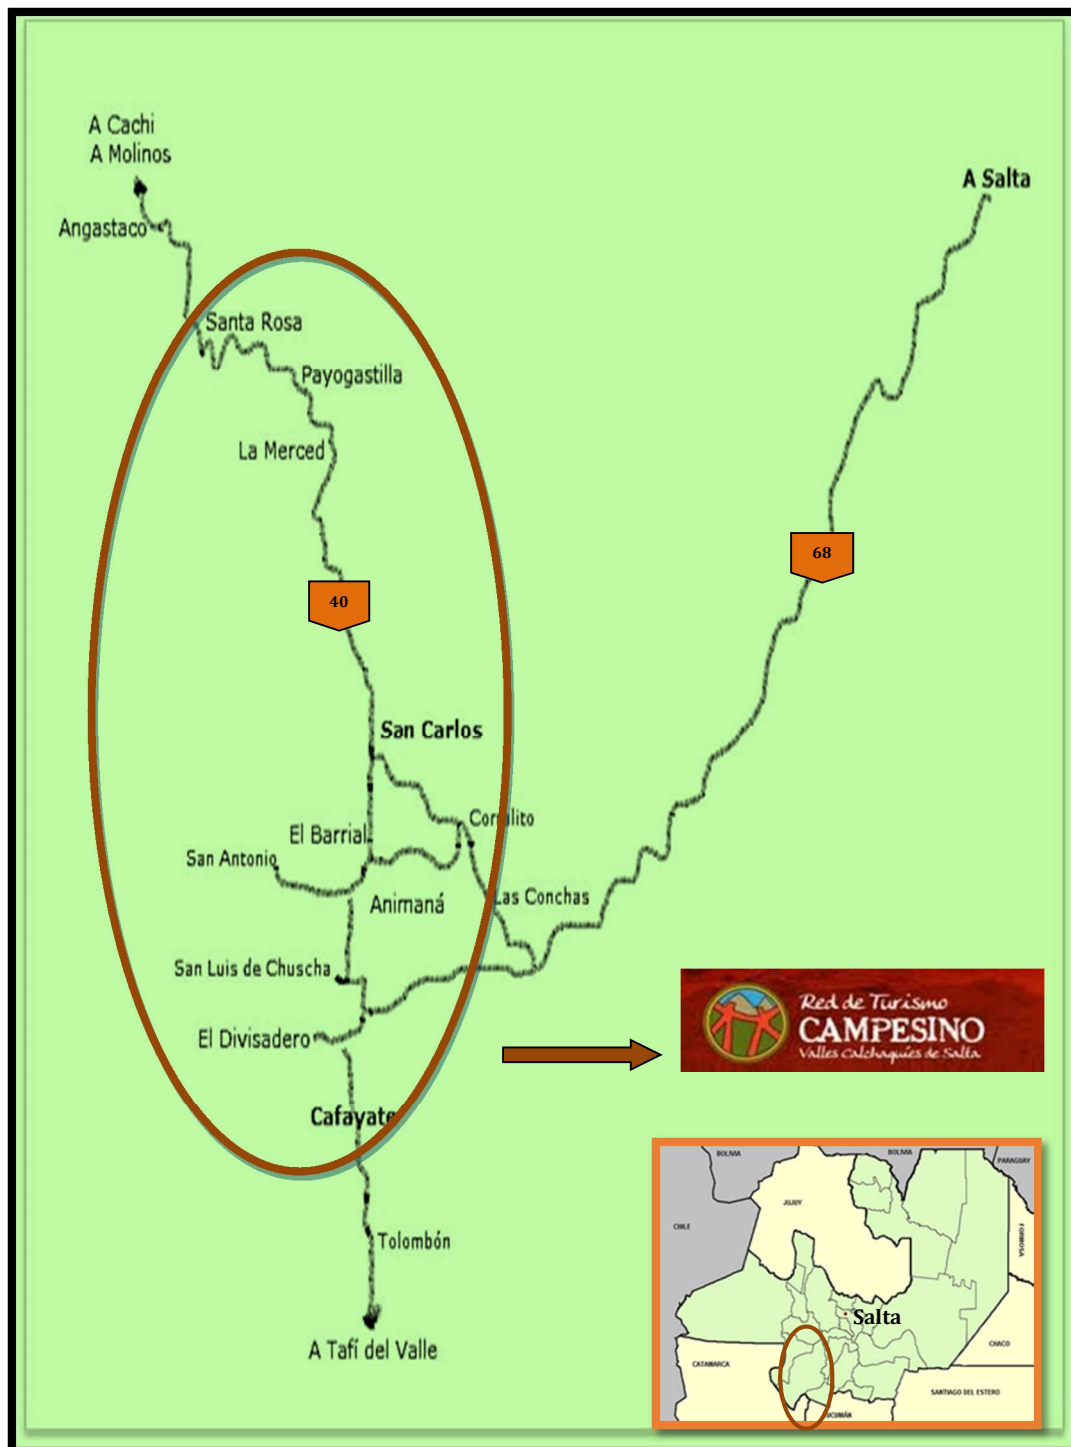 A Cachi
A Molinos
A Salta
Angastaco
Santa Rosa
Payogastilla
La Merced
68
40
San Carlos
Corralito
El Barrial
San Antonio
Animaná
Las Conchas
San Luis de Chuscha
El Divisadero
Red de Turismo
CAMPESINO
Valles Calchaquíes de Salta
Cafayate
Tolombón
A Tafí del Valle
BOLIVIA
BOLIVIA
PARAGUAY
JUJUY
CHILE
FORMOSA
Salta
CHACO
CATAMARCA
SANTIAGO DEL ESTERO
TUCUMÁN